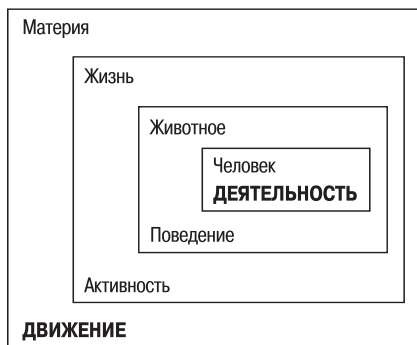 Материя
Жизнь
Животное
Человек
ДЕЯТЕЛЬНОСТЬ
Поведение
Активность
ДВИЖЕНИЕ